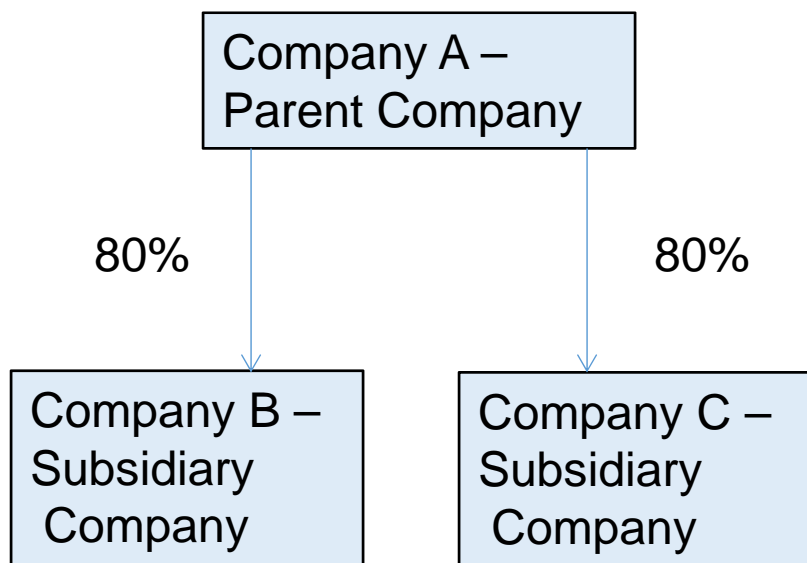 Company A –
Parent Company
80%
80%
Company B –
Subsidiary
Company
Company C –
Subsidiary
Company